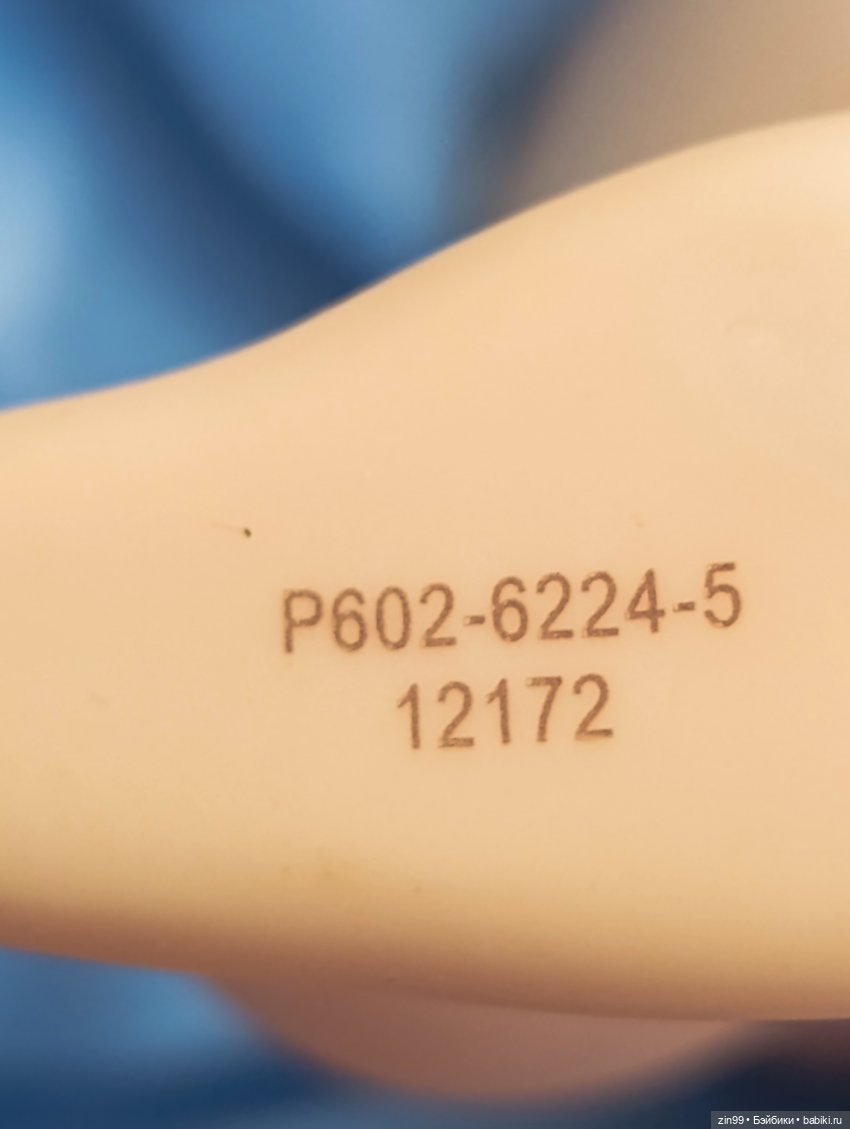 P602-6224-5
12172
zin99 • Бэйбики • babiki.ru